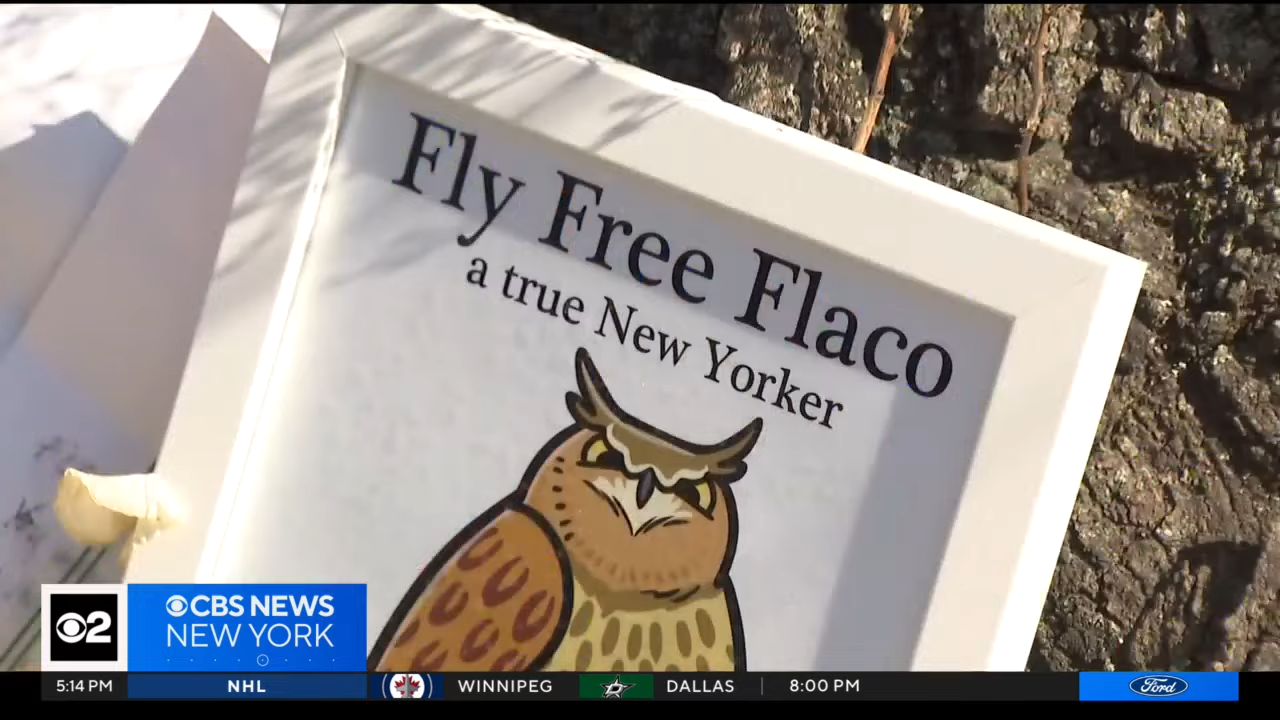 Fly Free Flaco
a true New Yorker
2
CBS NEWS
NEW YORK
5:14 PM NHL WINNIPEG DALLAS 8:00 PM Ford